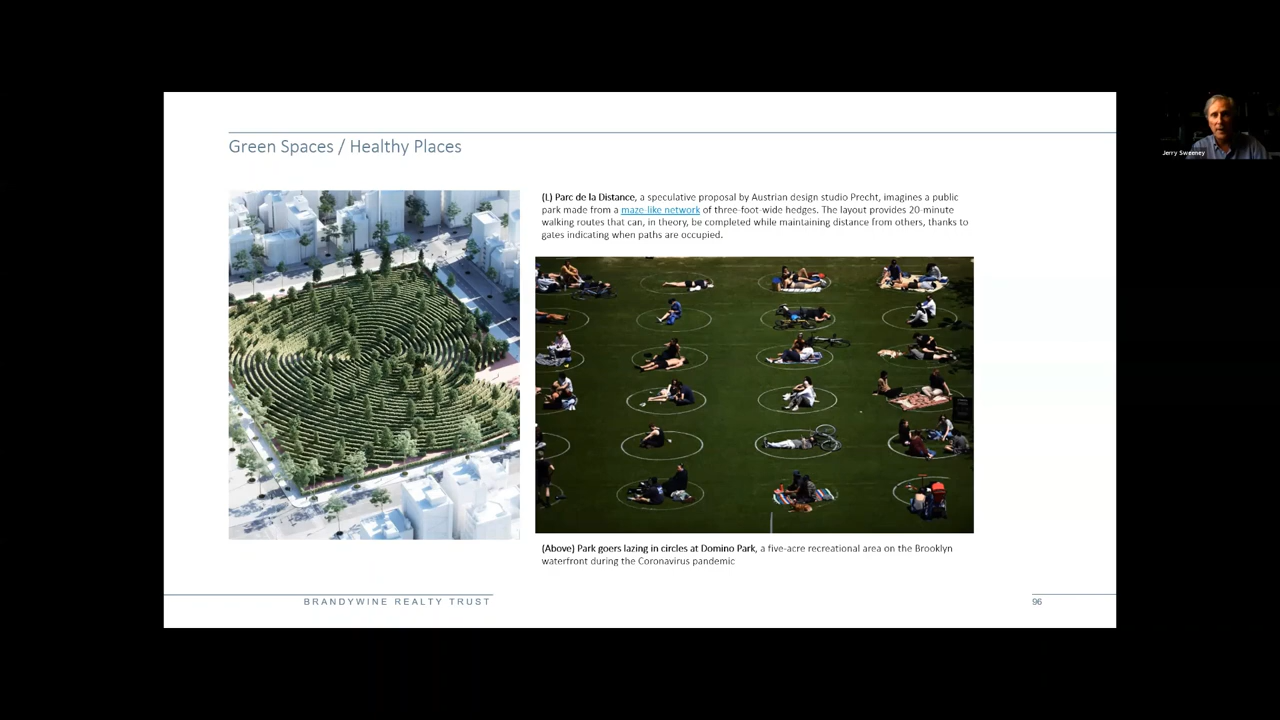 Green Spaces / Healthy Places
(L) Parc de la Distance, a speculative proposal by Austrian design studio Precht, imagines a public
park made from a maze-like network of three-foot-wide hedges. The layout provides 20-minute
walking routes that can, in theory, be completed while maintaining distance from others, thanks to
gates indicating when paths are occupied.
(Above) Park goers lazing in circles at Domino Park, a five-acre recreational area on the Brooklyn
waterfront during the Coronavirus pandemic
BRANDYWINE REALTY TRUST
96
Jerry Sweeney